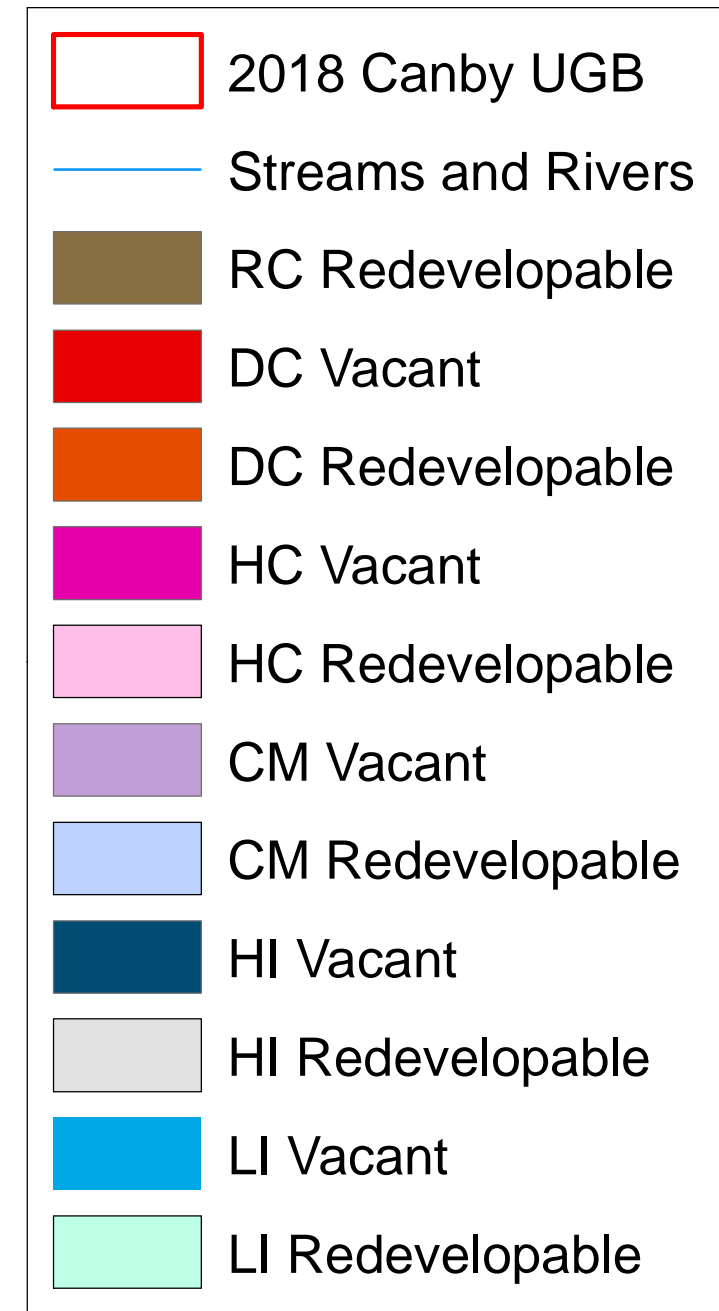 2018 Canby UGB
Streams and Rivers
RC Redevelopable
DC Vacant
DC Redevelopable
HC Vacant
HC Redevelopable
CM Vacant
CM Redevelopable
HI Vacant
HI Redevelopable
LI Vacant
LI Redevelopable